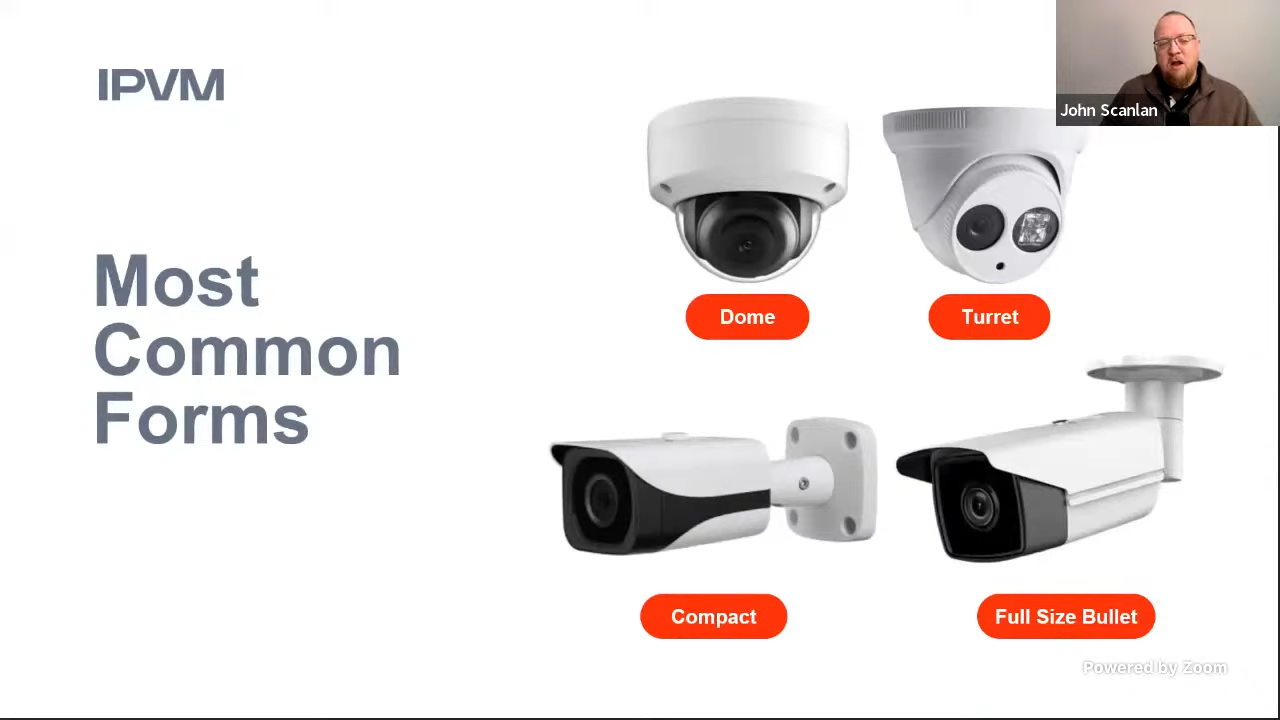 IPVM
John Scanlan
Most
Common
Forms
Dome
Turret
Compact
Full Size Bullet
Powered by Zoom